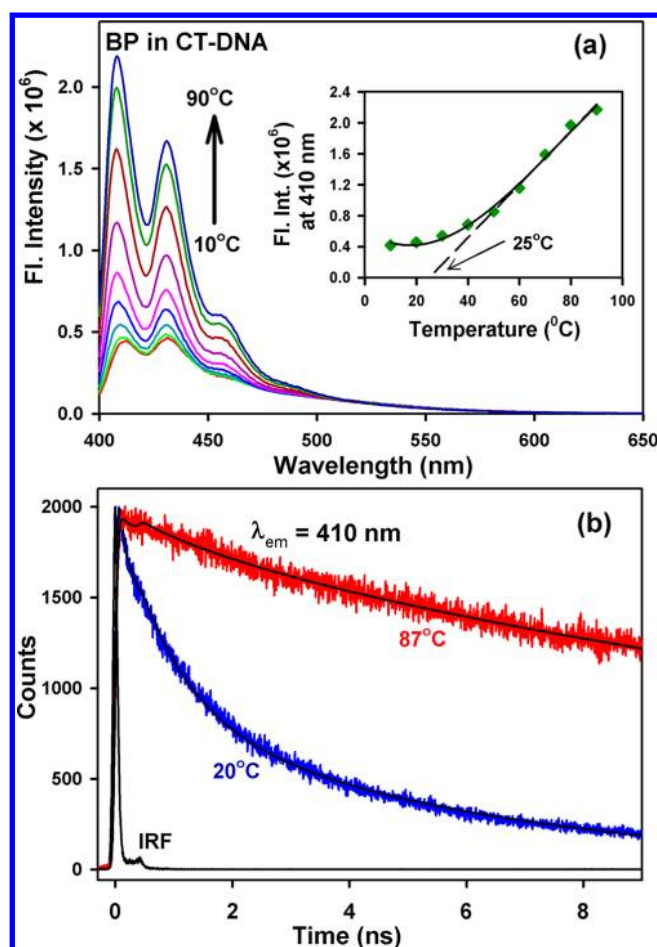 BP in CT-DNA
(a)
Fl. Intensity (x 10⁶)
2.0
1.5
1.0
0.5
0.0
90°C
10°C
400 450 500 550 600 650
Wavelength (nm)
Fl. Int. (x10⁶)
at 410 nm
2.4
2.0
1.6
1.2
0.8
0.4
0.0
25°C
0 20 40 60 80 100
Temperature (⁰C)
(b)
λem = 410 nm
Counts
2000
1500
1000
500
0
87°C
20°C
IRF
0 2 4 6 8
Time (ns)